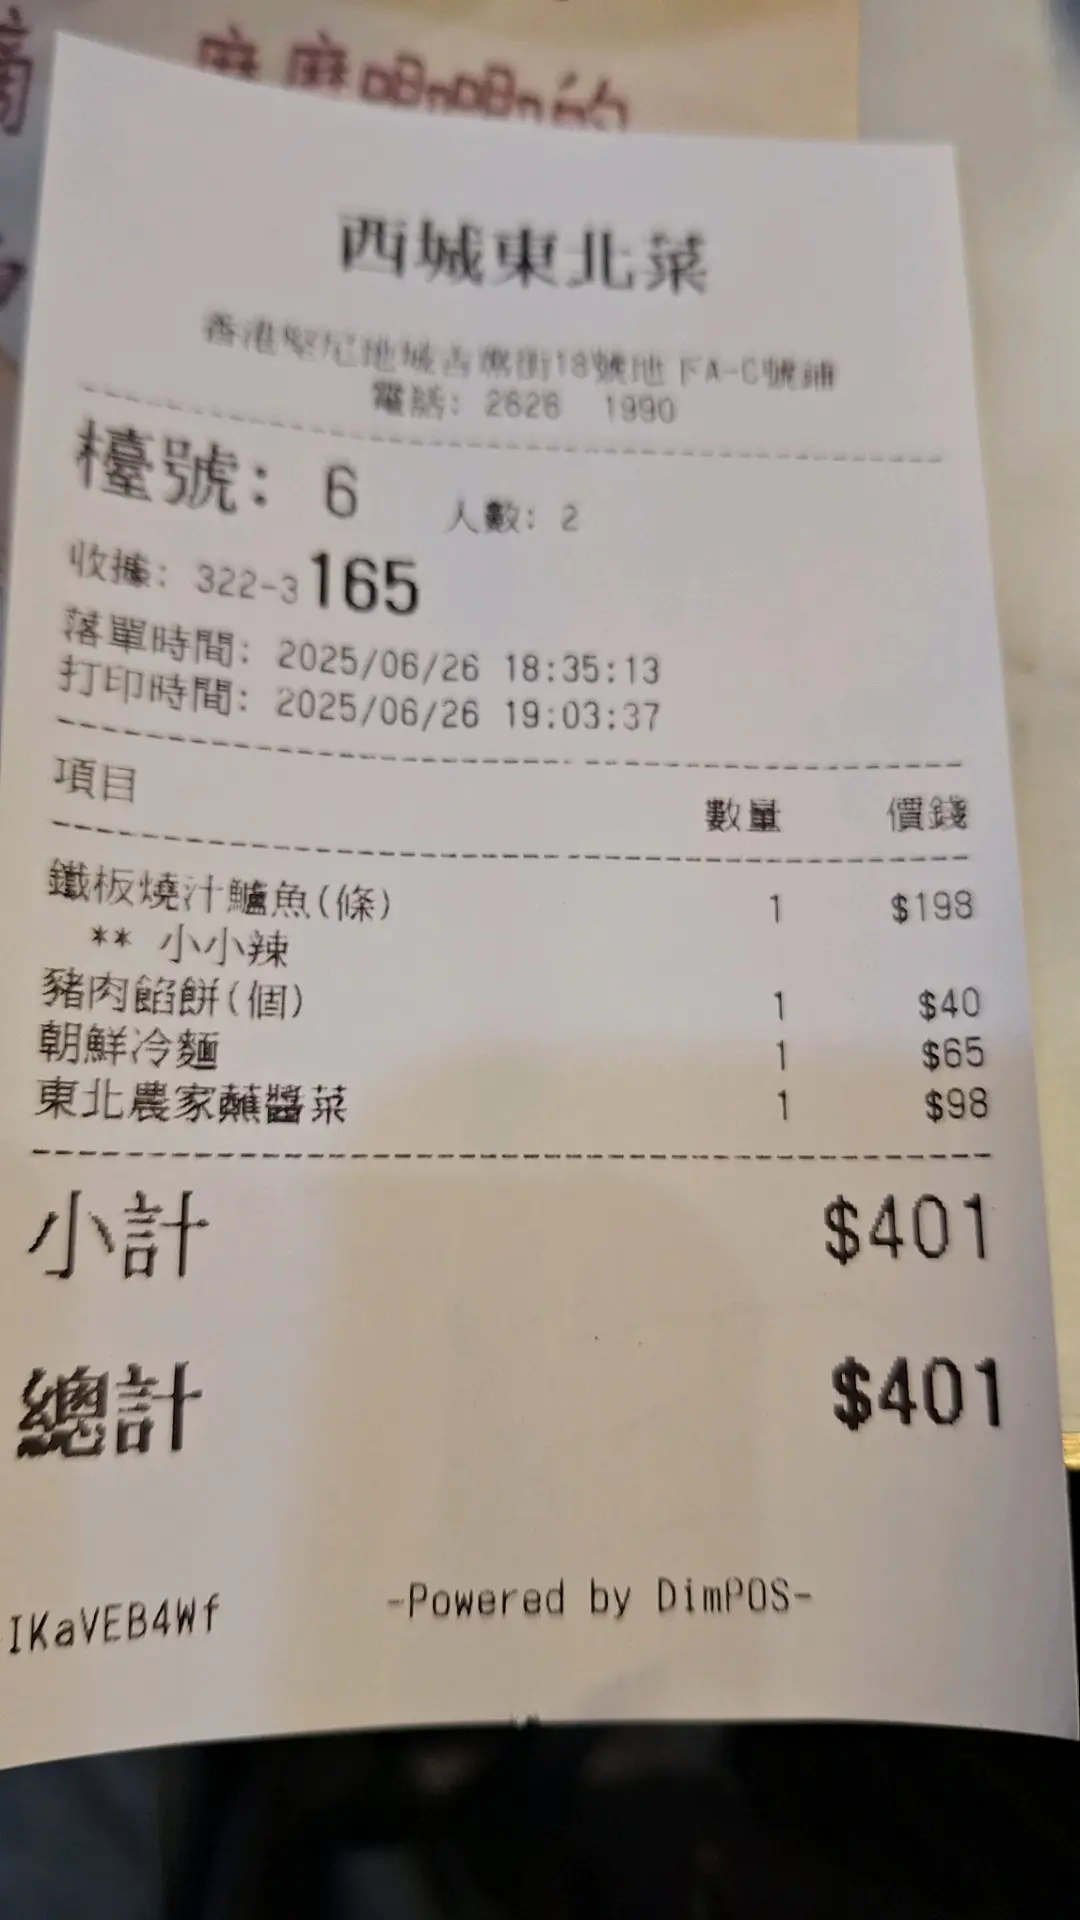 麻麻呷呷的
西城東北菜
香港堅尼地城吉席街18號地下A-C號鋪
電話: 2626 1990
檯號: 6 人數: 2
收據: 322-3165
落單時間: 2025/06/26 18:35:13
打印時間: 2025/06/26 19:03:37
項目 數量 價錢
鐵板燒汁鱸魚(條) 1 $198
** 小小辣
豬肉餡餅(個) 1 $40
朝鮮冷麵 1 $65
東北農家蘸醬菜 1 $98
小計 $401
總計 $401
IKaVEB4Wf -Powered by DimPOS-